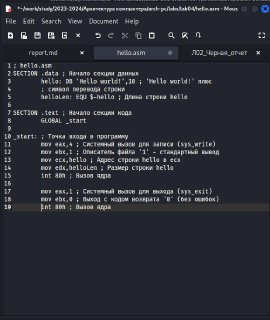 *~/work/study/2023-2024/Архитектура компьютера/arch-pc/labs/lab04/hello.asm - Mous
File Edit Search View Document Help
report.md
hello.asm
Л02_Черная_отчет
1 ; hello.asm
2 SECTION .data ; Начало секции данных
3 hello: DB 'Hello world!',10 ; 'Hello world!' плюс
4 ; символ перевода строки
5 helloLen: EQU $-hello ; Длина строки hello
6
7 SECTION .text ; Начало секции кода
8 GLOBAL _start
9
10 _start: ; Точка входа в программу
11 mov eax,4 ; Системный вызов для записи (sys_write)
12 mov ebx,1 ; Описатель файла '1' - стандартный вывод
13 mov ecx,hello ; Адрес строки hello в ecx
14 mov edx,helloLen ; Размер строки hello
15 int 80h ; Вызов ядра
16
17 mov eax,1 ; Системный вызов для выхода (sys_exit)
18 mov ebx,0 ; Выход с кодом возврата '0' (без ошибок)
19 int 80h ; Вызов ядра